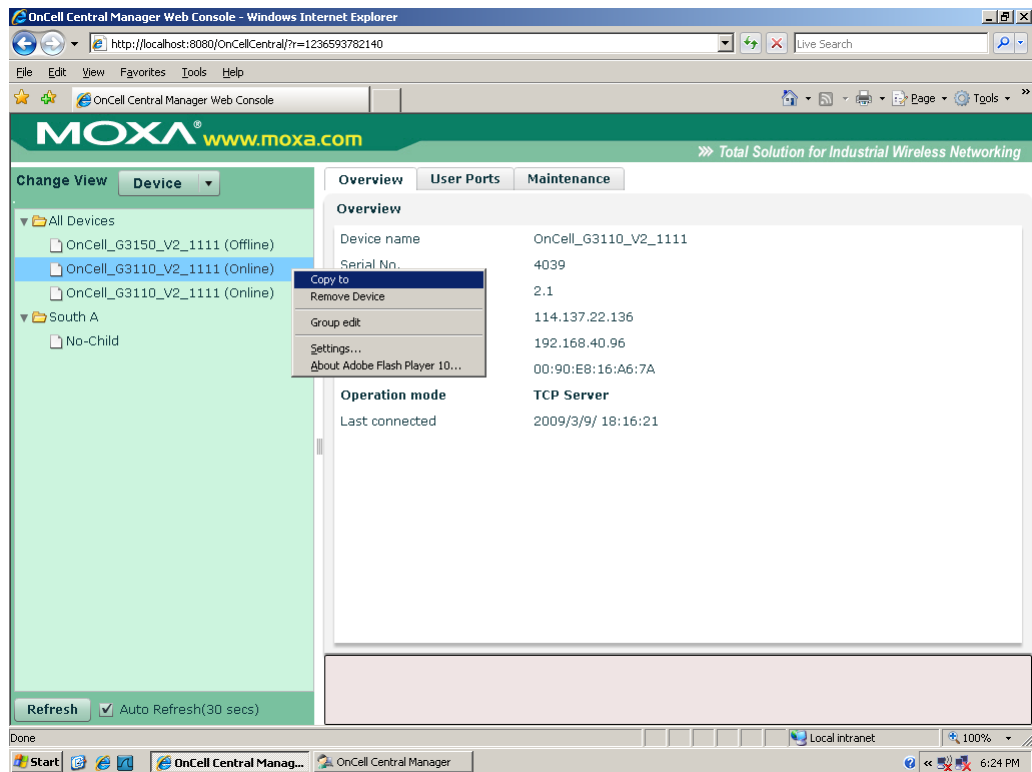 OnCell Central Manager Web Console - Windows Internet Explorer
http://localhost:8080/OnCellCentral/?r=1236593782140
Live Search
File Edit View Favorites Tools Help
OnCell Central Manager Web Console
Page
Tools
MOXA® www.moxa.com
Total Solution for Industrial Wireless Networking
Change View Device
All Devices
OnCell_G3150_V2_1111 (Offline)
OnCell_G3110_V2_1111 (Online)
OnCell_G3110_V2_1111 (Online)
South A
No-Child
Refresh
Auto Refresh(30 secs)
Overview User Ports Maintenance
Overview
Device name OnCell_G3110_V2_1111
Serial No. 4039
2.1
114.137.22.136
192.168.40.96
00:90:E8:16:A6:7A
Operation mode TCP Server
Last connected 2009/3/9/ 18:16:21
Copy to
Remove Device
Group edit
Settings...
About Adobe Flash Player 10...
Done
Local intranet
100%
Start
OnCell Central Manag...
OnCell Central Manager
6:24 PM